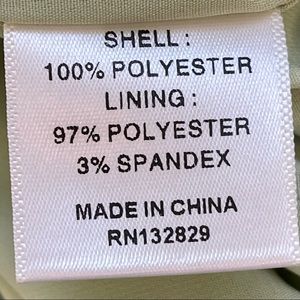 SHELL :
100% POLYESTER
LINING :
97% POLYESTER
3% SPANDEX
MADE IN CHINA
RN132829